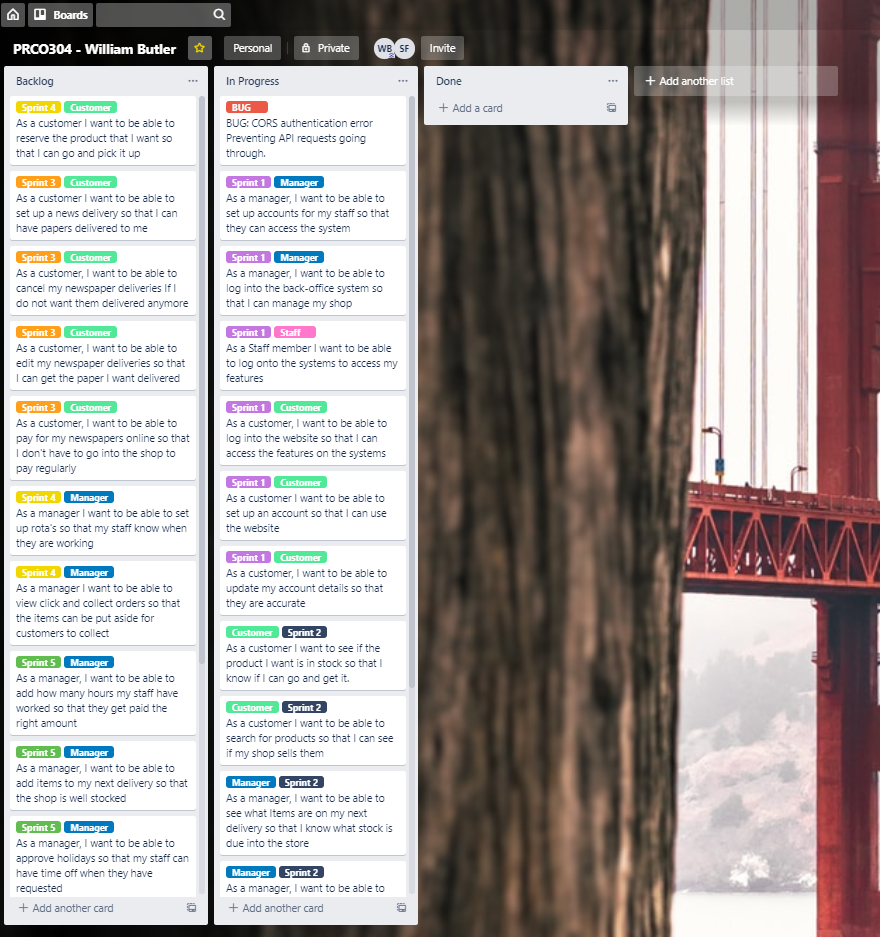 Boards
PRCO304 - William Butler
Personal
Private
WB
SF
Invite
Backlog
Sprint 4 Customer
As a customer I want to be able to
reserve the product that I want so
that I can go and pick it up
Sprint 3 Customer
As a customer I want to be able to
set up a news delivery so that I can
have papers delivered to me
Sprint 3 Customer
As a customer, I want to be able to
cancel my newspaper deliveries If I
do not want them delivered anymore
Sprint 3 Customer
As a customer, I want to be able to
edit my newspaper deliveries so that
I can get the paper I want delivered
Sprint 3 Customer
As a customer, I want to be able to
pay for my newspapers online so that
I don't have to go into the shop to
pay regularly
Sprint 4 Manager
As a manager I want to be able to set
up rota's so that my staff know when
they are working
Sprint 4 Manager
As a manager I want to be able to
view click and collect orders so that
the items can be put aside for
customers to collect
Sprint 5 Manager
As a manager, I want to be able to
add how many hours my staff have
worked so that they get paid the
right amount
Sprint 5 Manager
As a manager, I want to be able to
add items to my next delivery so that
the shop is well stocked
Sprint 5 Manager
As a manager, I want to be able to
approve holidays so that my staff can
have time off when they have
requested
+ Add another card
In Progress
BUG
BUG: CORS authentication error
Preventing API requests going
through.
Sprint 1 Manager
As a manager, I want to be able to
set up accounts for my staff so that
they can access the system
Sprint 1 Manager
As a manager, I want to be able to
log into the back-office system so
that I can manage my shop
Sprint 1 Staff
As a Staff member I want to be able
to log onto the systems to access my
features
Sprint 1 Customer
As a customer, I want to be able to
log into the website so that I can
access the features on the systems
Sprint 1 Customer
As a customer, I want to be able to
set up an account so that I can use
the website
Sprint 1 Customer
As a customer, I want to be able to
update my account details so that
they are accurate
Customer Sprint 2
As a customer I want to see if the
product I want is in stock so that I
know if I can go and get it.
Customer Sprint 2
As a customer I want to be able to
search for products so that I can see
if my shop sells them
Manager Sprint 2
As a manager, I want to be able to
see what Items are on my next
delivery so that I know what stock is
due into the store
Manager Sprint 2
As a manager, I want to be able to
+ Add another card
Done
+ Add a card
+ Add another list